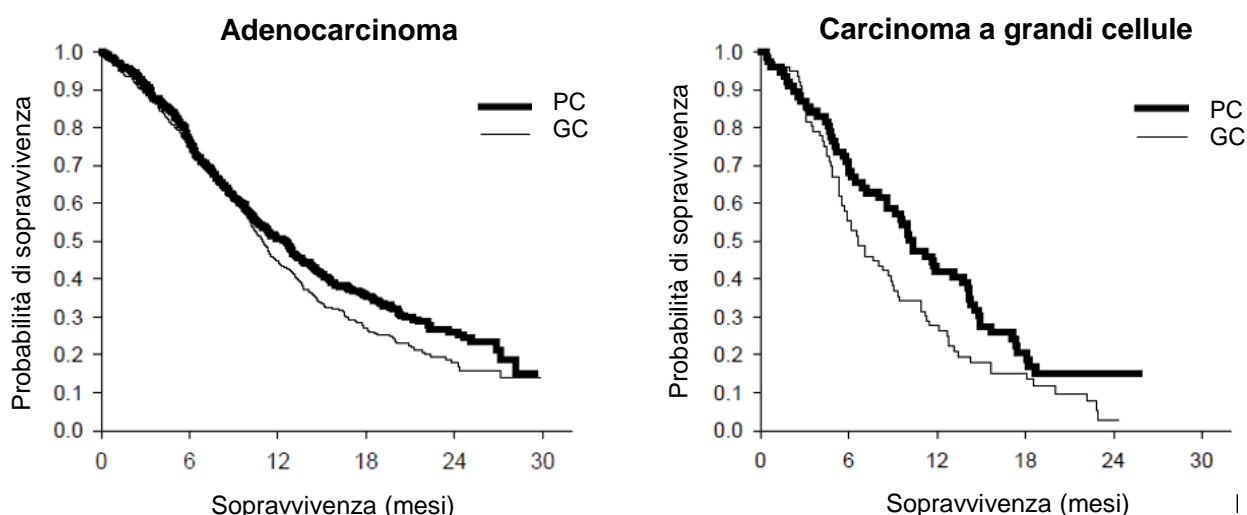 Adenocarcinoma
Probabilità di sopravvivenza
1.0
0.9
0.8
0.7
0.6
0.5
0.4
0.3
0.2
0.1
0.0
0 6 12 18 24 30
Sopravvivenza (mesi)
PC
GC
Carcinoma a grandi cellule
Probabilità di sopravvivenza
1.0
0.9
0.8
0.7
0.6
0.5
0.4
0.3
0.2
0.1
0.0
0 6 12 18 24 30
Sopravvivenza (mesi)
PC
GC